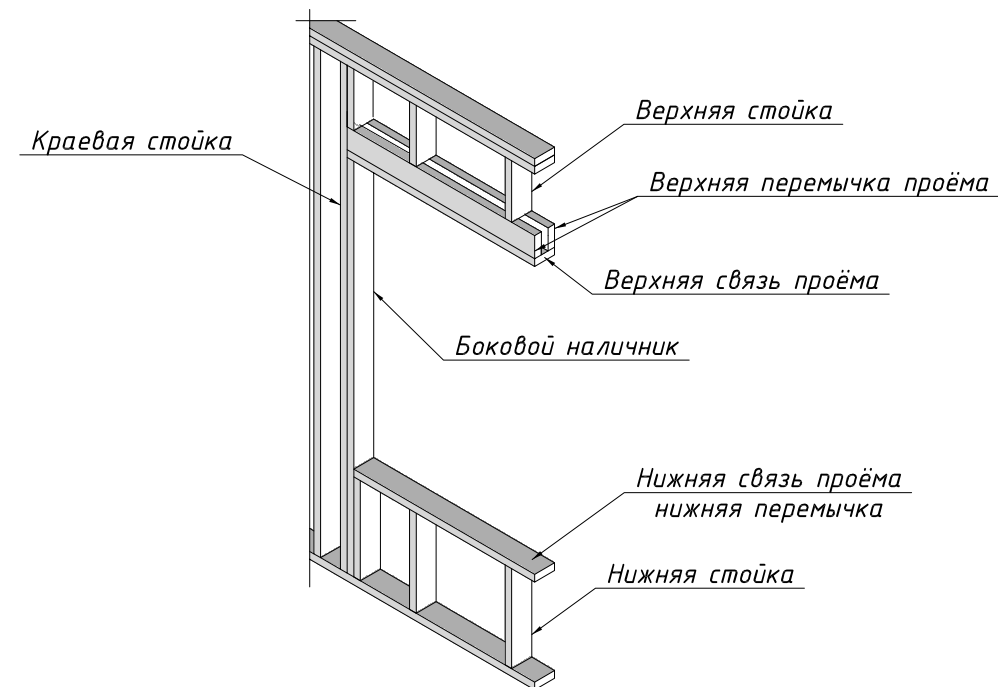 Верхняя стойка
Краевая стойка
Верхняя перемычка проёма
Верхняя связь проёма
Боковой наличник
Нижняя связь проёма
нижняя перемычка
Нижняя стойка